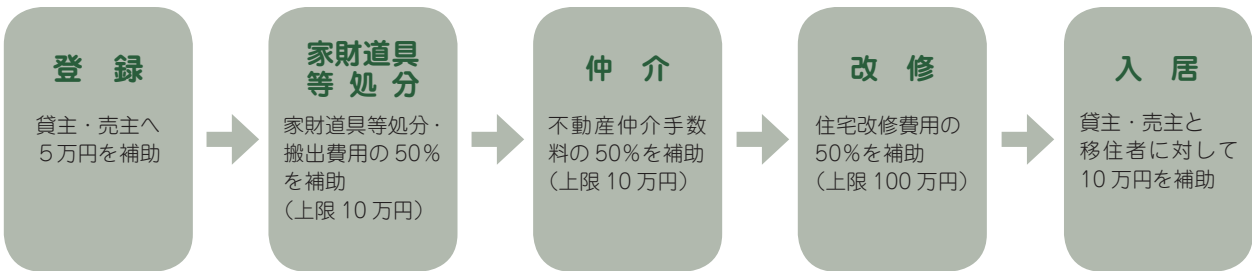 登 録
貸主・売主へ
５万円を補助
家財道具
等 処 分
家財道具等処分・
搬出費用の 50％
を補助
（上限 10 万円）
仲 介
不動産仲介手数
料の 50％を補助
（上限 10 万円）
改 修
住宅改修費用の
50％を補助
（上限 100 万円）
入 居
貸主・売主と
移住者に対して
10 万円を補助